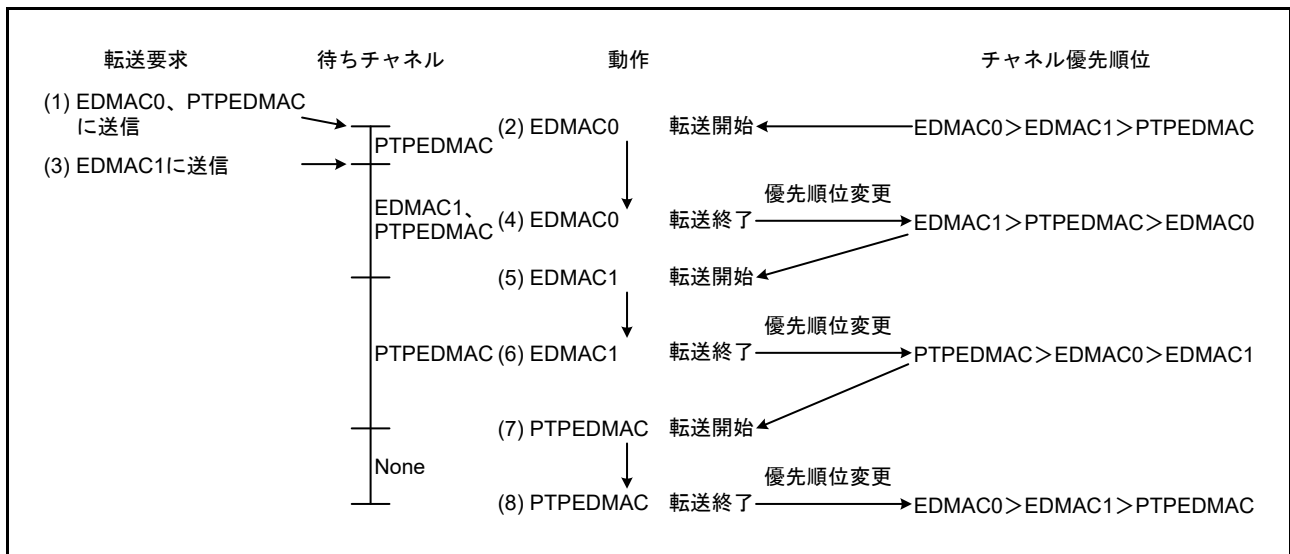 転送要求 待ちチャネル 動作 チャネル優先順位
(1) EDMAC0、PTPEDMAC
に送信
PTPEDMAC
(2) EDMAC0 転送開始 EDMAC0＞EDMAC1＞PTPEDMAC
(3) EDMAC1に送信
EDMAC1、
PTPEDMAC
優先順位変更
(4) EDMAC0 転送終了 EDMAC1＞PTPEDMAC＞EDMAC0
(5) EDMAC1 転送開始
優先順位変更
PTPEDMAC (6) EDMAC1 転送終了 PTPEDMAC＞EDMAC0＞EDMAC1
(7) PTPEDMAC 転送開始
None
優先順位変更
(8) PTPEDMAC 転送終了 EDMAC0＞EDMAC1＞PTPEDMAC